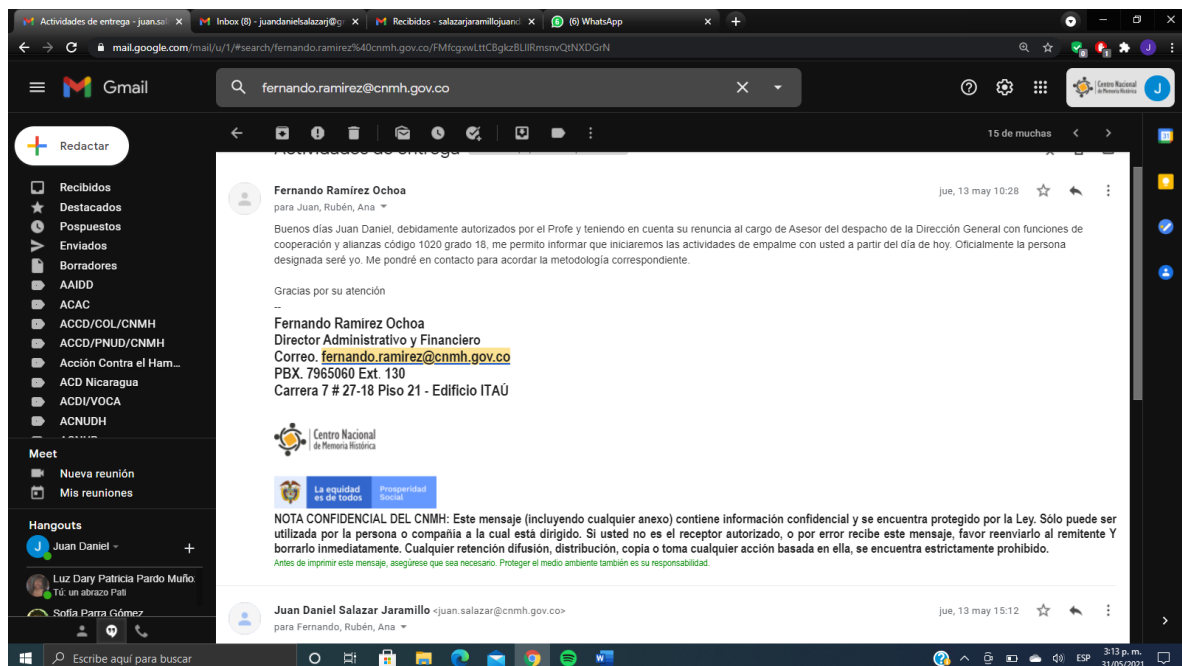 Actividades de entrega - juan.sal
Inbox (8) - juandanielsalazarj@g
Recibidos - salazarjaramillojuand
(6) WhatsApp
mail.google.com/mail/u/1/#search/fernando.ramirez%40cnmh.gov.co/FMfcgxwLttCBgkzBLlIRmsnvQtNXDGrN
Gmail
fernando.ramirez@cnmh.gov.co
Centro Nacional
de Memoria Histórica
J
Redactar
15 de muchas
31
Recibidos
Destacados
Pospuestos
Enviados
Borradores
AAIDD
ACAC
ACCD/COL/CNMH
ACCD/PNUD/CNMH
Acción Contra el Ham...
ACD Nicaragua
ACDI/VOCA
ACNUDH
Meet
Nueva reunión
Mis reuniones
Hangouts
J
Juan Daniel
Luz Dary Patricia Pardo Muño
Tú: un abrazo Pati
Sofía Parra Gómez
Actividades de entrega
Fernando Ramírez Ochoa
jue, 13 may 10:28
para Juan, Rubén, Ana
Buenos días Juan Daniel, debidamente autorizados por el Profe y teniendo en cuenta su renuncia al cargo de Asesor del despacho de la Dirección General con funciones de
cooperación y alianzas código 1020 grado 18, me permito informar que iniciaremos las actividades de empalme con usted a partir del día de hoy. Oficialmente la persona
designada seré yo. Me pondré en contacto para acordar la metodología correspondiente.
Gracias por su atención
--
Fernando Ramirez Ochoa
Director Administrativo y Financiero
Correo. fernando.ramirez@cnmh.gov.co
PBX. 7965060 Ext. 130
Carrera 7 # 27-18 Piso 21 - Edificio ITAÚ
Centro Nacional
de Memoria Histórica
La equidad
es de todos
Prosperidad
Social
NOTA CONFIDENCIAL DEL CNMH: Este mensaje (incluyendo cualquier anexo) contiene información confidencial y se encuentra protegido por la Ley. Sólo puede ser
utilizada por la persona o compañia a la cual está dirigido. Si usted no es el receptor autorizado, o por error recibe este mensaje, favor reenviarlo al remitente Y
borrarlo inmediatamente. Cualquier retención difusión, distribución, copia o toma cualquier acción basada en ella, se encuentra estrictamente prohibido.
Antes de imprimir este mensaje, asegúrese que sea necesario. Proteger el medio ambiente también es su responsabilidad.
Juan Daniel Salazar Jaramillo <juan.salazar@cnmh.gov.co>
jue, 13 may 15:12
para Fernando, Rubén, Ana
Escribe aquí para buscar
ESP
3:13 p. m.
31/05/2021